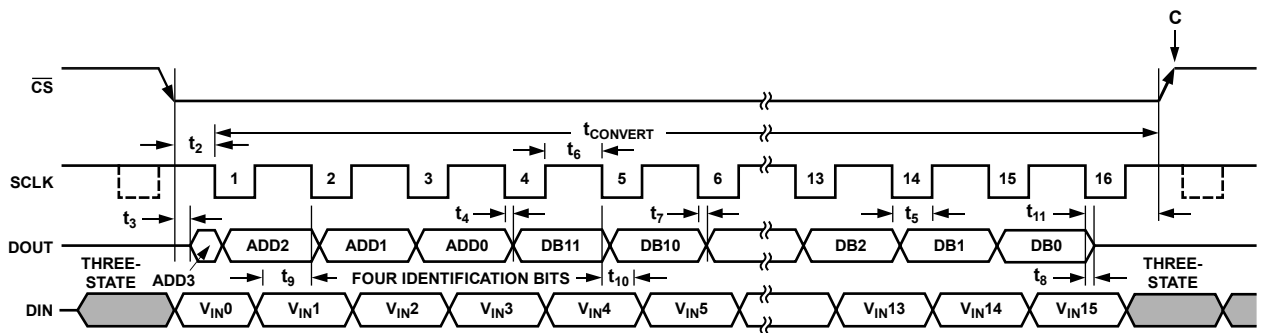 C
CS
tCONVERT
t2
t6
SCLK
1 2 3 4 5 6 13 14 15 16
t3 t4 t7 t5 t11
DOUT
ADD2 ADD1 ADD0 DB11 DB10 DB2 DB1 DB0
THREE-
STATE
ADD3
t9
FOUR IDENTIFICATION BITS
t10
t8
THREE-
STATE
DIN
VIN0 VIN1 VIN2 VIN3 VIN4 VIN5 VIN13 VIN14 VIN15